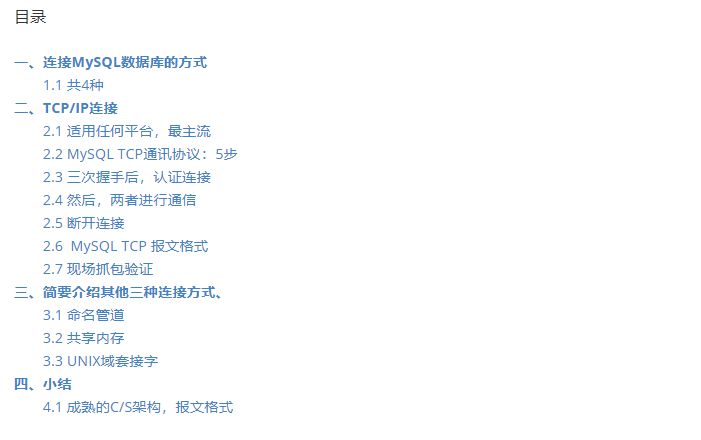 目录
一、连接MySQL数据库的方式
1.1 共4种
二、TCP/IP连接
2.1 适用任何平台，最主流
2.2 MySQL TCP通讯协议：5步
2.3 三次握手后，认证连接
2.4 然后，两者进行通信
2.5 断开连接
2.6  MySQL TCP 报文格式
2.7 现场抓包验证
三、简要介绍其他三种连接方式、
3.1 命名管道
3.2 共享内存
3.3 UNIX域套接字
四、小结
4.1 成熟的C/S架构，报文格式